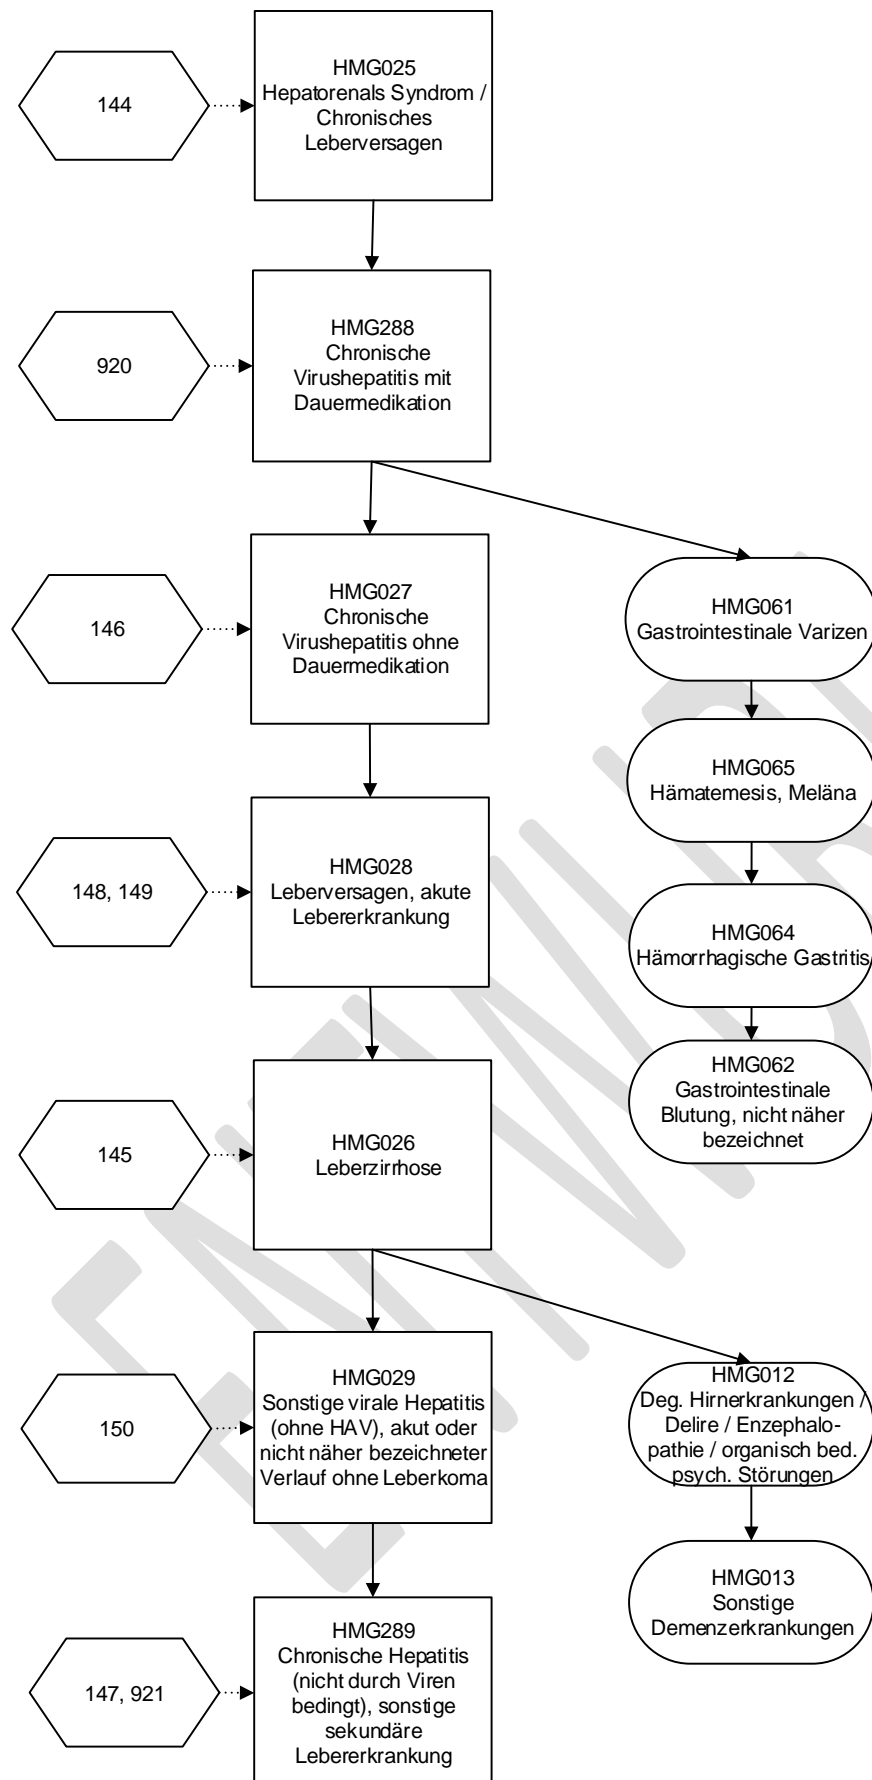 144
HMG025
Hepatorenals Syndrom /
Chronisches
Leberversagen
920
HMG288
Chronische
Virushepatitis mit
Dauermedikation
146
HMG027
Chronische
Virushepatitis ohne
Dauermedikation
HMG061
Gastrointestinale Varizen
HMG065
Hämatemesis, Meläna
148, 149
HMG028
Leberversagen, akute
Lebererkrankung
HMG064
Hämorrhagische Gastritis
HMG062
Gastrointestinale
Blutung, nicht näher
bezeichnet
145
HMG026
Leberzirrhose
150
HMG029
Sonstige virale Hepatitis
(ohne HAV), akut oder
nicht näher bezeichneter
Verlauf ohne Leberkoma
HMG012
Deg. Hirnerkrankungen /
Delire / Enzephalo-
pathie / organisch bed.
psych. Störungen
HMG013
Sonstige
Demenzerkrankungen
147, 921
HMG289
Chronische Hepatitis
(nicht durch Viren
bedingt), sonstige
sekundäre
Lebererkrankung